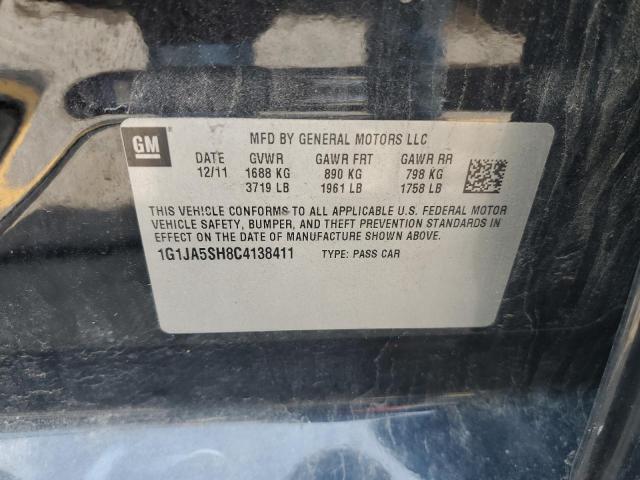 GM
MFD BY GENERAL MOTORS LLC
DATE GVWR GAWR FRT GAWR RR
12/11 1688 KG 890 KG 798 KG
3719 LB 1961 LB 1758 LB
THIS VEHICLE CONFORMS TO ALL APPLICABLE U.S. FEDERAL MOTOR
VEHICLE SAFETY, BUMPER, AND THEFT PREVENTION STANDARDS IN
EFFECT ON THE DATE OF MANUFACTURE SHOWN ABOVE.
1G1JA5SH8C4138411 TYPE: PASS CAR